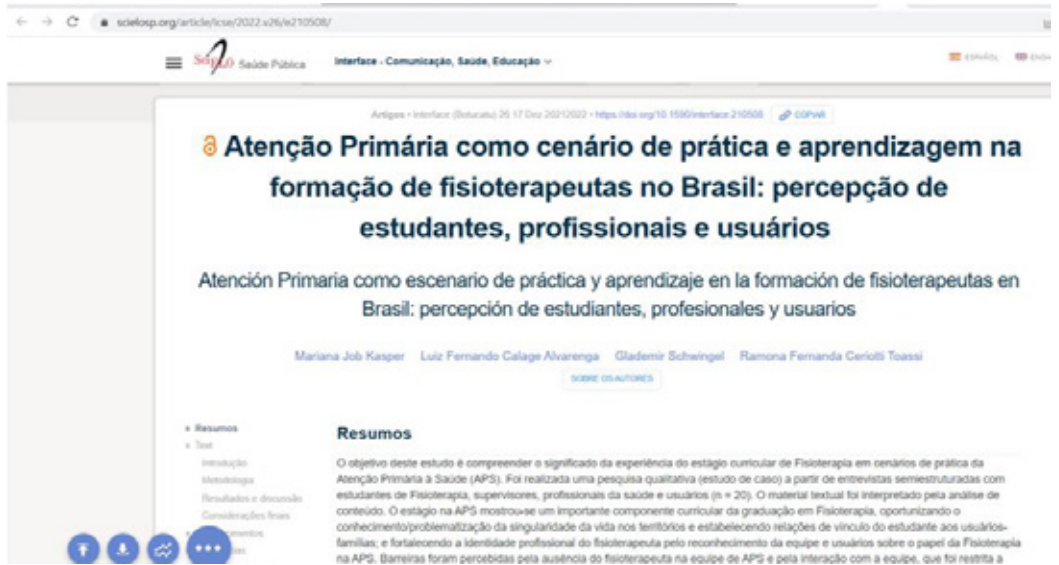 scielosp.org/article/icse/2022.v26/e210508/
SciELO Saúde Pública Interface - Comunicação, Saúde, Educação
ESPAÑOL
Artigos • Interface (Botucatu) 26 17 Dez 20212022 • https://doi.org/10.1590/interface.210508 COPIAR
Atenção Primária como cenário de prática e aprendizagem na
formação de fisioterapeutas no Brasil: percepção de
estudantes, profissionais e usuários
Atención Primaria como escenario de práctica y aprendizaje en la formación de fisioterapeutas en
Brasil: percepción de estudiantes, profesionales y usuarios
Mariana Job Kasper Luiz Fernando Calage Alvarenga Glademir Schwingel Ramona Fernanda Ceriotti Toassi
SOBRE OS AUTORES
Resumos
Text
Introdução
Metodologia
Resultados e discussão
Considerações finais
Resumos
O objetivo deste estudo é compreender o significado da experiência do estágio curricular de Fisioterapia em cenários de prática da
Atenção Primária à Saúde (APS). Foi realizada uma pesquisa qualitativa (estudo de caso) a partir de entrevistas semiestruturadas com
estudantes de Fisioterapia, supervisores, profissionais da saúde e usuários (n = 20). O material textual foi interpretado pela análise de
conteúdo. O estágio na APS mostrou-se um importante componente curricular da graduação em Fisioterapia, oportunizando o
conhecimento/problematização da singularidade da vida nos territórios e estabelecendo relações de vínculo do estudante aos usuários-
famílias; e fortalecendo a identidade profissional do fisioterapeuta pelo reconhecimento da equipe e usuários sobre o papel da Fisioterapia
na APS. Barreiras foram percebidas pela ausência do fisioterapeuta na equipe de APS e pela interação com a equipe, que foi restrita a